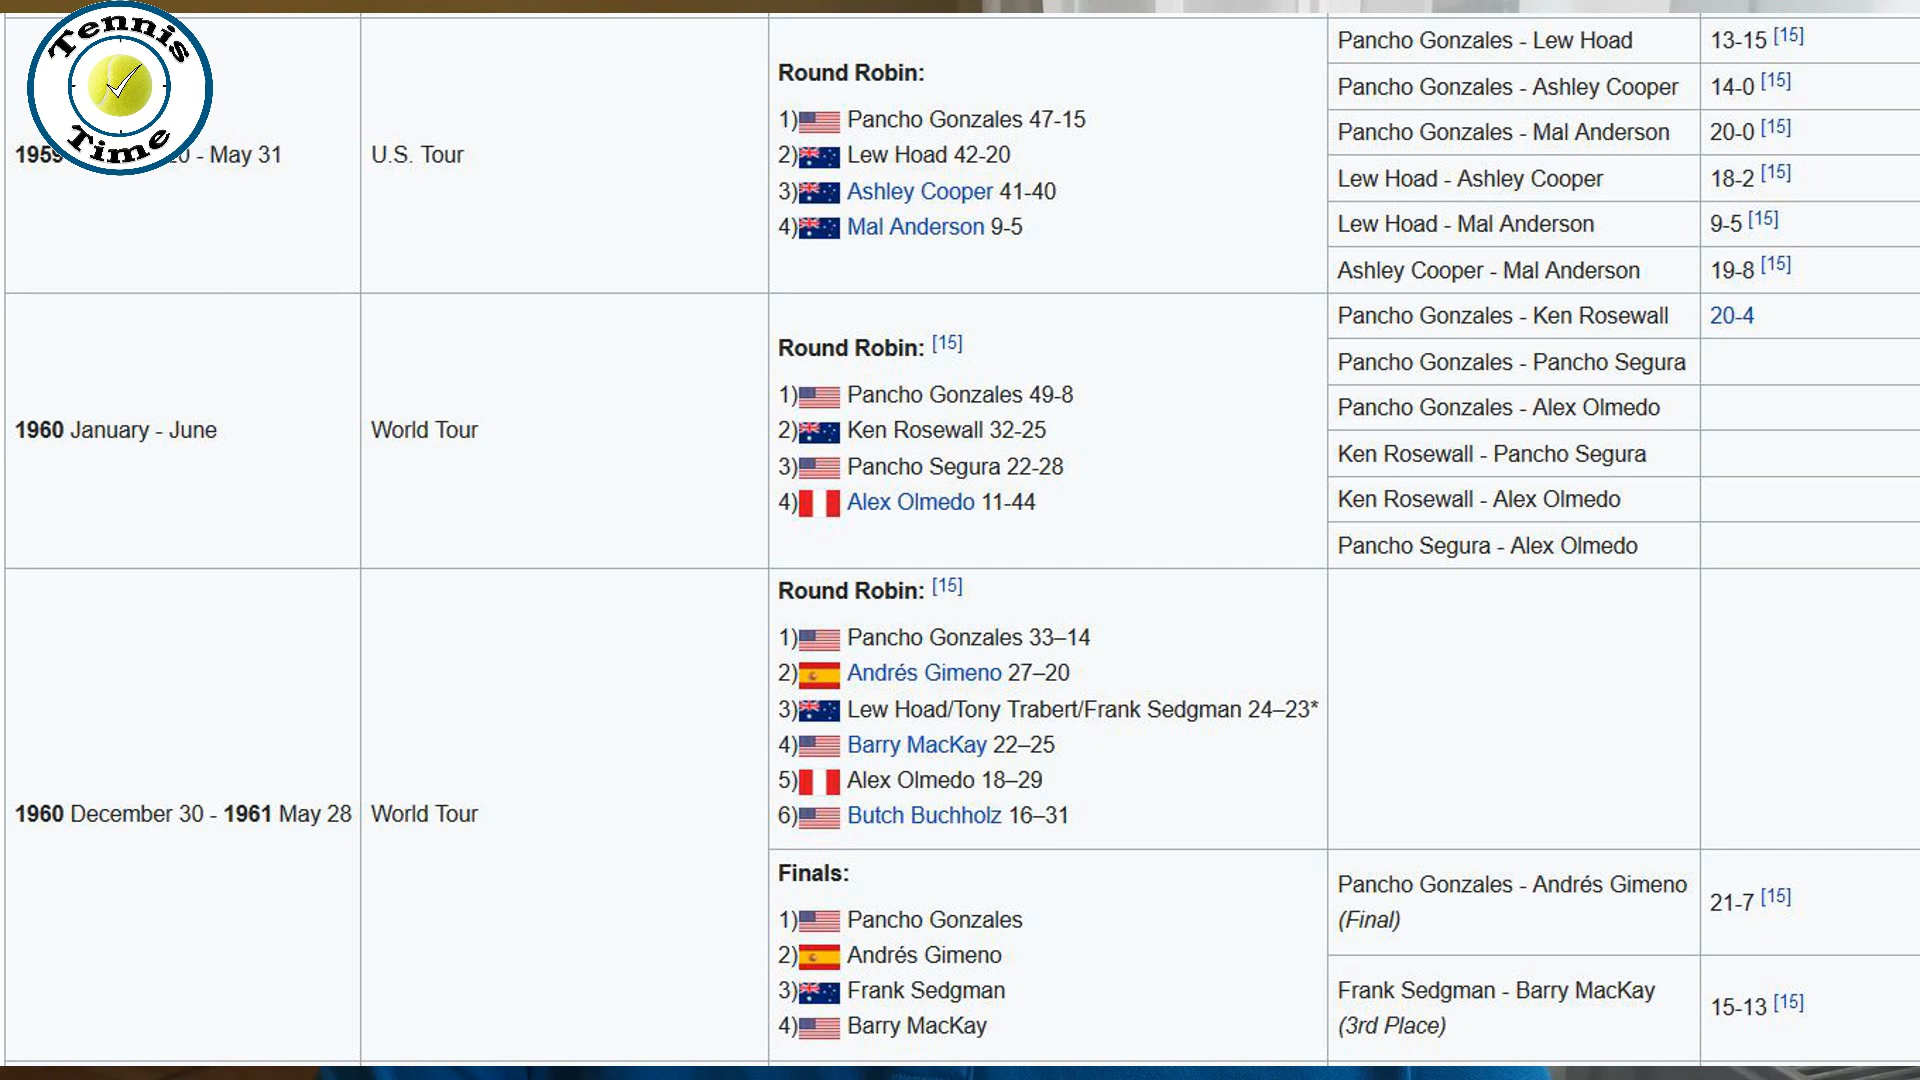 Tennis
Time
1959
0 - May 31
U.S. Tour
Round Robin:
1) Pancho Gonzales 47-15
2) Lew Hoad 42-20
3) Ashley Cooper 41-40
4) Mal Anderson 9-5
Pancho Gonzales - Lew Hoad 13-15 [15]
Pancho Gonzales - Ashley Cooper 14-0 [15]
Pancho Gonzales - Mal Anderson 20-0 [15]
Lew Hoad - Ashley Cooper 18-2 [15]
Lew Hoad - Mal Anderson 9-5 [15]
Ashley Cooper - Mal Anderson 19-8 [15]
1960 January - June
World Tour
Round Robin: [15]
1) Pancho Gonzales 49-8
2) Ken Rosewall 32-25
3) Pancho Segura 22-28
4) Alex Olmedo 11-44
Pancho Gonzales - Ken Rosewall 20-4
Pancho Gonzales - Pancho Segura
Pancho Gonzales - Alex Olmedo
Ken Rosewall - Pancho Segura
Ken Rosewall - Alex Olmedo
Pancho Segura - Alex Olmedo
1960 December 30 - 1961 May 28
World Tour
Round Robin: [15]
1) Pancho Gonzales 33–14
2) Andrés Gimeno 27–20
3) Lew Hoad/Tony Trabert/Frank Sedgman 24–23*
4) Barry MacKay 22–25
5) Alex Olmedo 18–29
6) Butch Buchholz 16–31
Finals:
1) Pancho Gonzales
2) Andrés Gimeno
3) Frank Sedgman
4) Barry MacKay
Pancho Gonzales - Andrés Gimeno
(Final)
21-7 [15]
Frank Sedgman - Barry MacKay
(3rd Place)
15-13 [15]